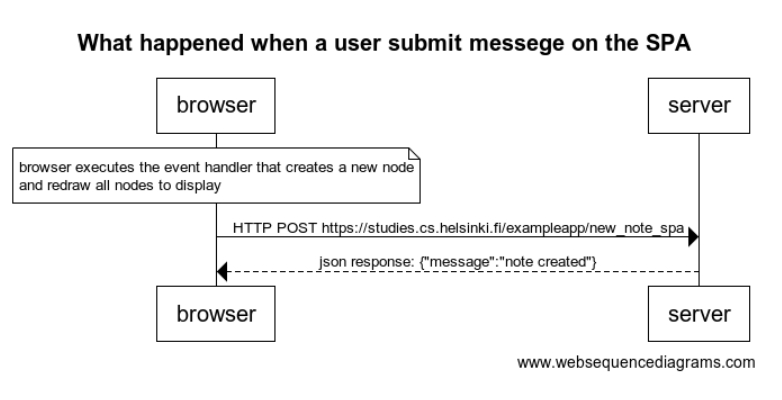 What happened when a user submit messege on the SPA
browser
server
browser executes the event handler that creates a new node
and redraw all nodes to display
HTTP POST https://studies.cs.helsinki.fi/exampleapp/new_note_spa
json response: {"message":"note created"}
browser
server
www.websequencediagrams.com